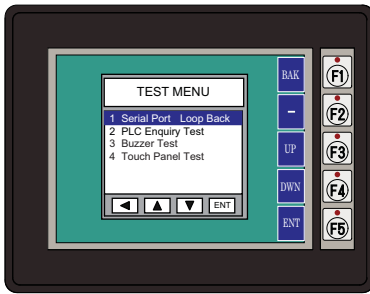 TEST MENU
1 Serial Port Loop Back
2 PLC Enquiry Test
3 Buzzer Test
4 Touch Panel Test
ENT
BAK
-
UP
DWN
ENT
F1
F2
F3
F4
F5